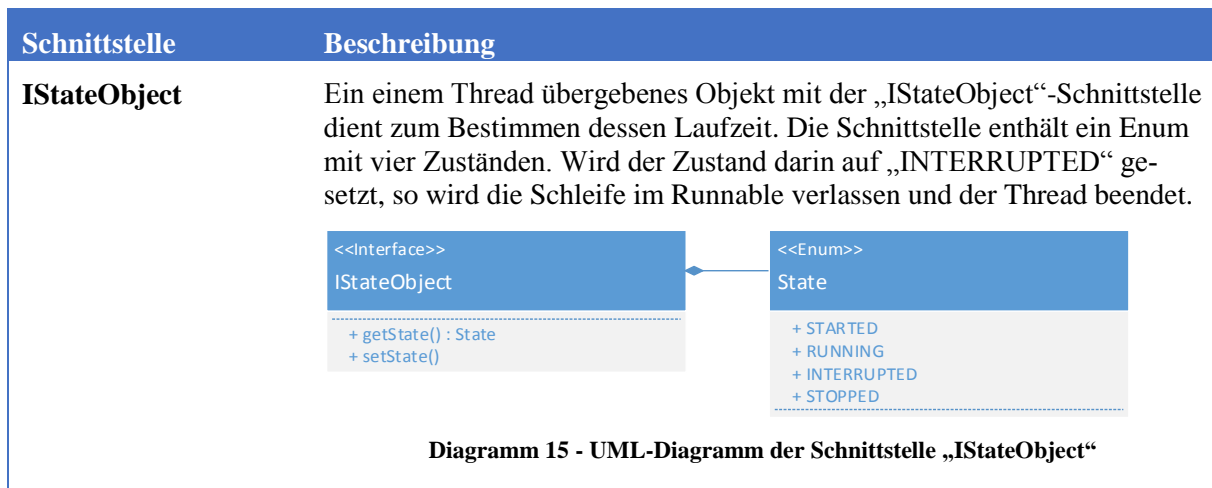 Schnittstelle Beschreibung
IStateObject
Ein einem Thread übergebenes Objekt mit der „IStateObject“-Schnittstelle
dient zum Bestimmen dessen Laufzeit. Die Schnittstelle enthält ein Enum
mit vier Zuständen. Wird der Zustand darin auf „INTERRUPTED“ ge-
setzt, so wird die Schleife im Runnable verlassen und der Thread beendet.
<<Interface>>
IStateObject
+ getState() : State
+ setState()
<<Enum>>
State
+ STARTED
+ RUNNING
+ INTERRUPTED
+ STOPPED
Diagramm 15 - UML-Diagramm der Schnittstelle „IStateObject“